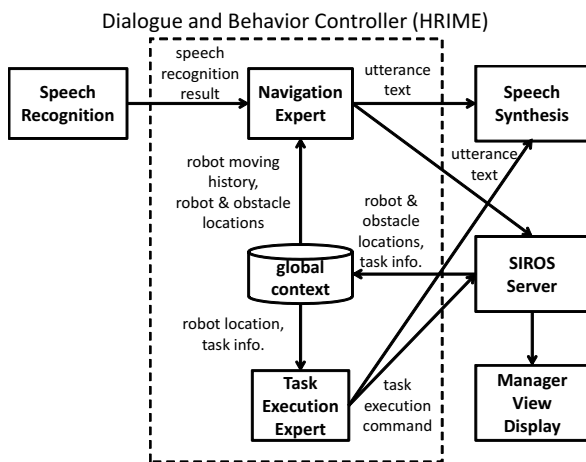 Dialogue and Behavior Controller (HRIME)
speech
recognition
result
Speech
Recognition
Navigation
Expert
utterance
text
Speech
Synthesis
utterance
text
robot moving
history,
robot & obstacle
locations
robot &
obstacle
locations,
task info.
global
context
SIROS
Server
robot location,
task info.
Task
Execution
Expert
task
execution
command
Manager
View
Display